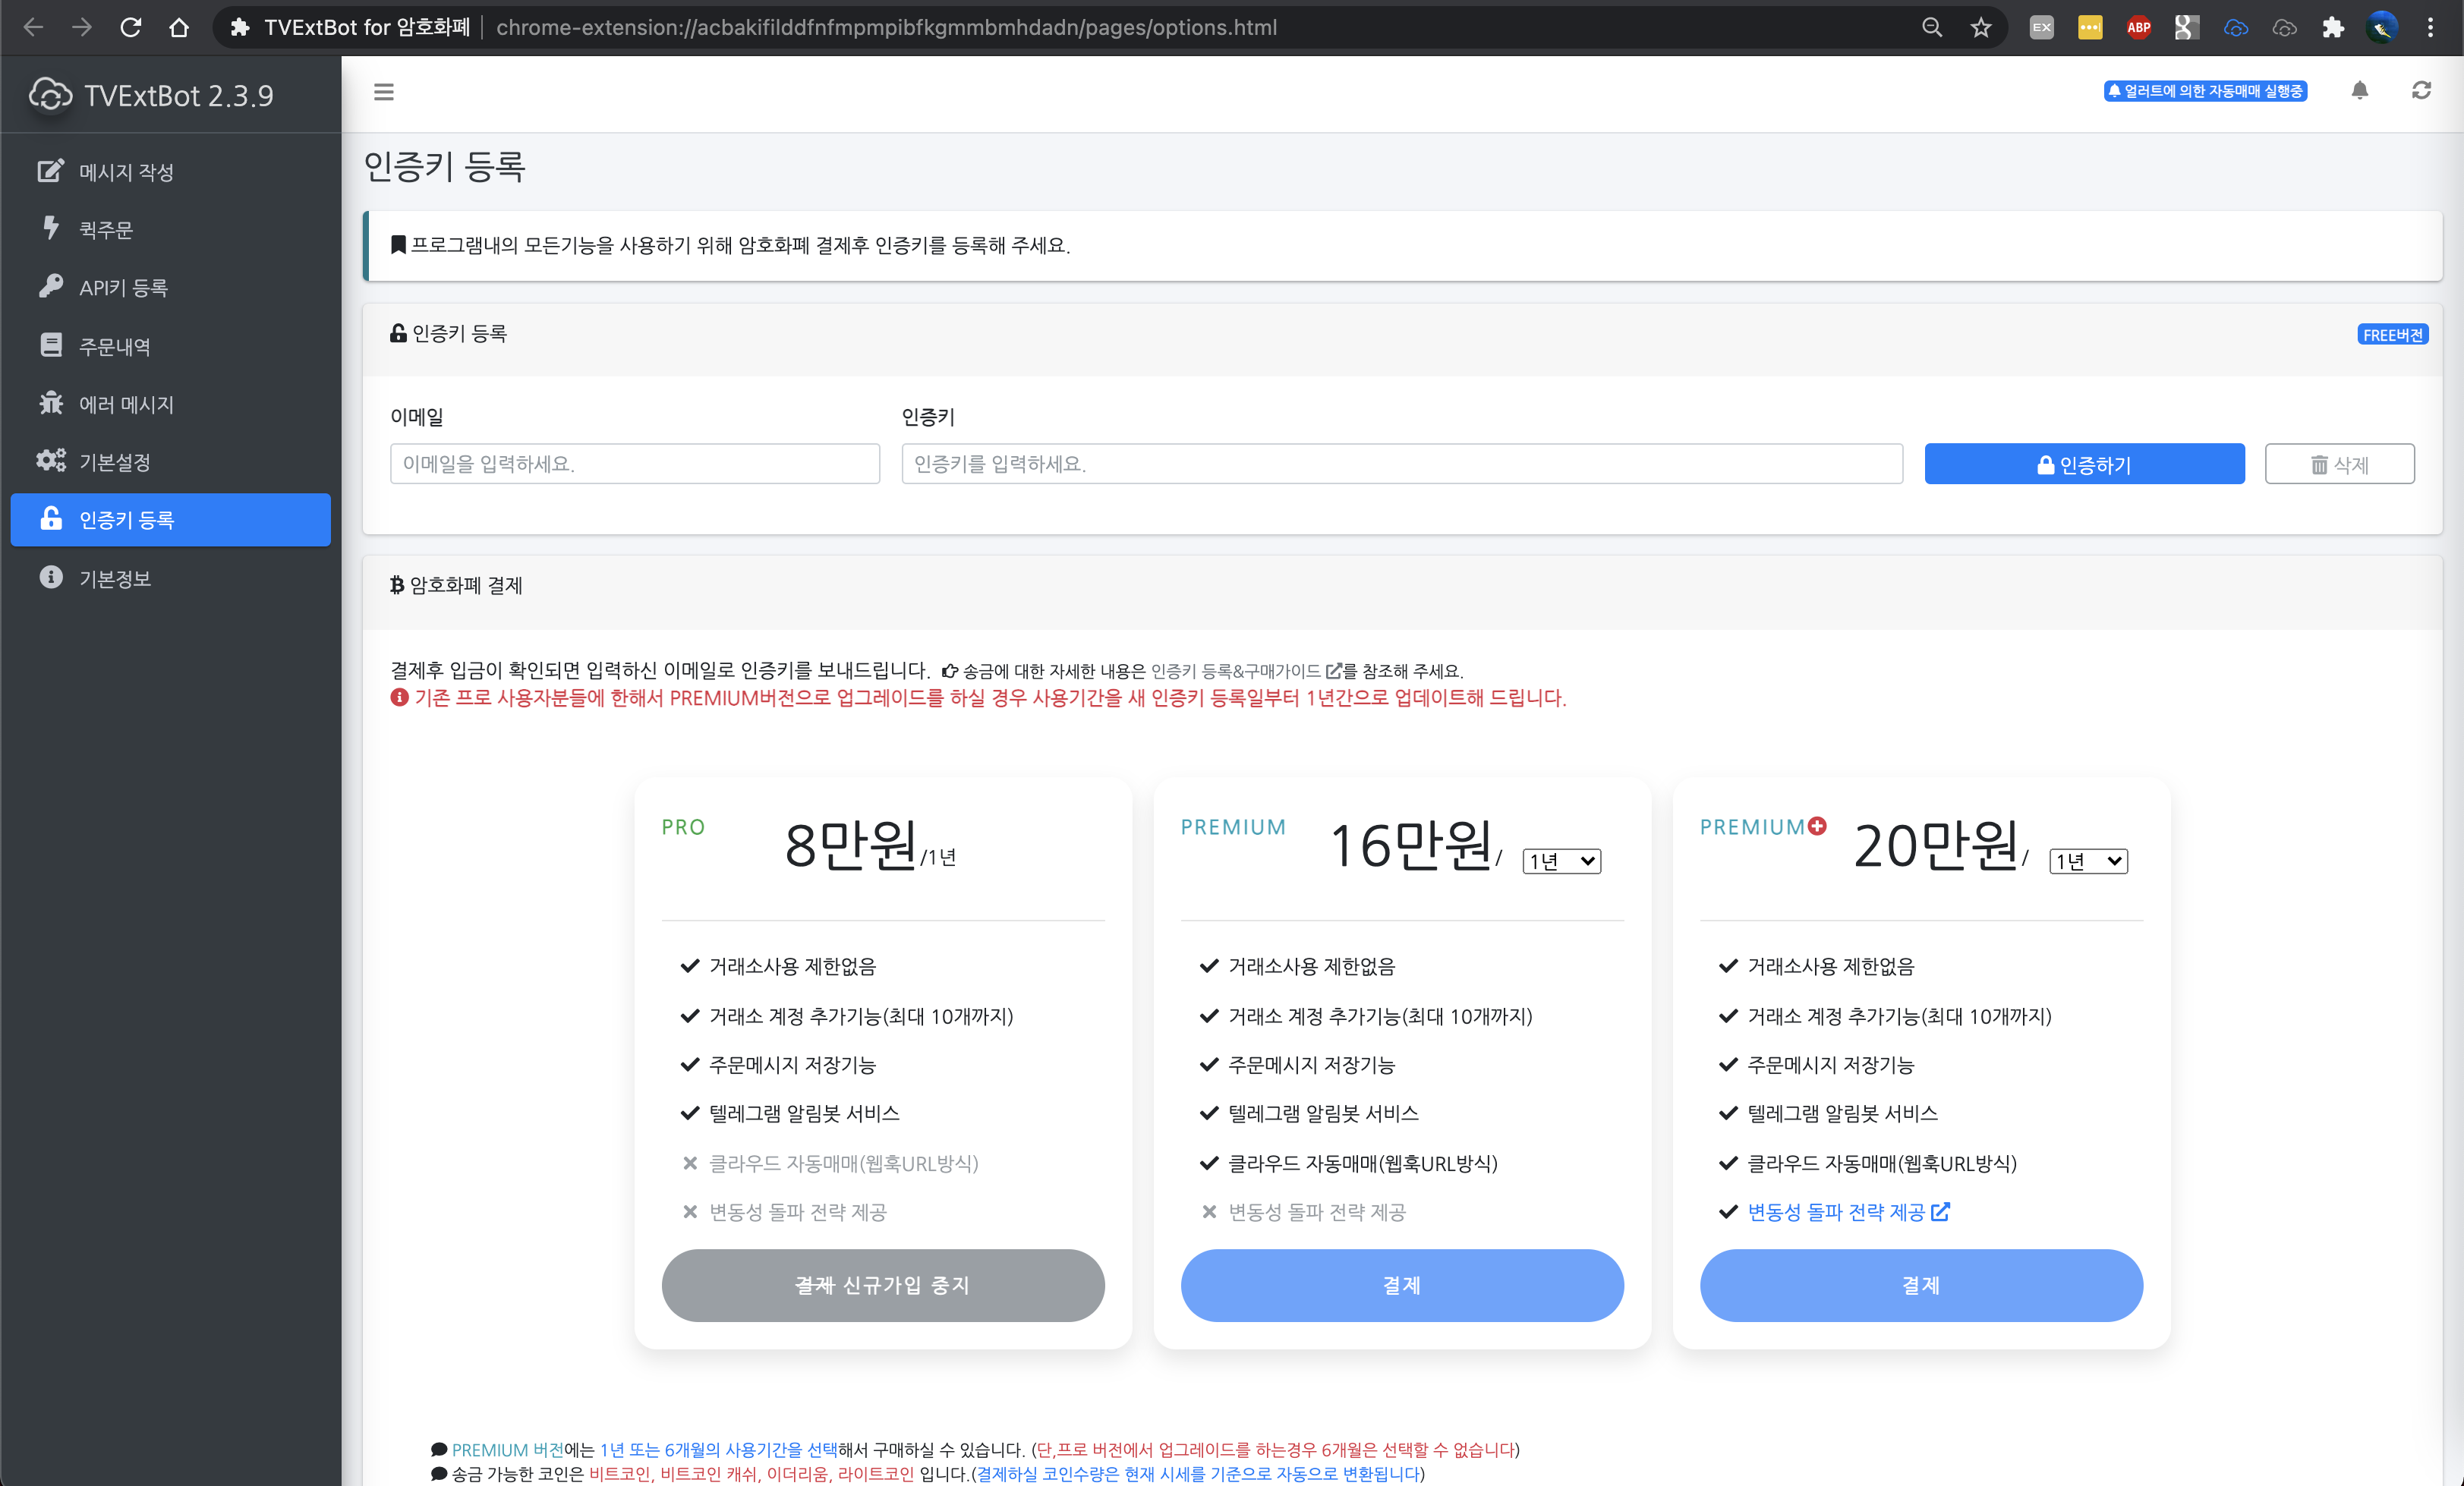 TVExtBot for 암호화폐 | chrome-extension://acbakifilddfnfmpmpibfkgmmbmhdadn/pages/options.html
EX
ABP
TVExtBot 2.3.9
얼러트에 의한 자동매매 실행중
메시지 작성
퀵주문
API키 등록
주문내역
에러 메시지
기본설정
인증키 등록
기본정보
인증키 등록
프로그램내의 모든기능을 사용하기 위해 암호화폐 결제후 인증키를 등록해 주세요.
인증키 등록
FREE버전
이메일
인증키
이메일을 입력하세요.
인증키를 입력하세요.
인증하기
삭제
암호화폐 결제
결제후 입금이 확인되면 입력하신 이메일로 인증키를 보내드립니다. 송금에 대한 자세한 내용은 인증키 등록&구매가이드 를 참조해 주세요.
기존 프로 사용자분들에 한해서 PREMIUM버전으로 업그레이드를 하실 경우 사용기간을 새 인증키 등록일부터 1년간으로 업데이트해 드립니다.
PRO
8만원/1년
거래소사용 제한없음
거래소 계정 추가기능(최대 10개까지)
주문메시지 저장기능
텔레그램 알림봇 서비스
클라우드 자동매매(웹훅URL방식)
변동성 돌파 전략 제공
결제 신규가입 중지
PREMIUM
16만원/ 1년
거래소사용 제한없음
거래소 계정 추가기능(최대 10개까지)
주문메시지 저장기능
텔레그램 알림봇 서비스
클라우드 자동매매(웹훅URL방식)
변동성 돌파 전략 제공
결제
PREMIUM+
20만원/ 1년
거래소사용 제한없음
거래소 계정 추가기능(최대 10개까지)
주문메시지 저장기능
텔레그램 알림봇 서비스
클라우드 자동매매(웹훅URL방식)
변동성 돌파 전략 제공
결제
PREMIUM 버전에는 1년 또는 6개월의 사용기간을 선택해서 구매하실 수 있습니다. (단,프로 버전에서 업그레이드를 하는경우 6개월은 선택할 수 없습니다)
송금 가능한 코인은 비트코인, 비트코인 캐쉬, 이더리움, 라이트코인 입니다.(결제하실 코인수량은 현재 시세를 기준으로 자동으로 변환됩니다)